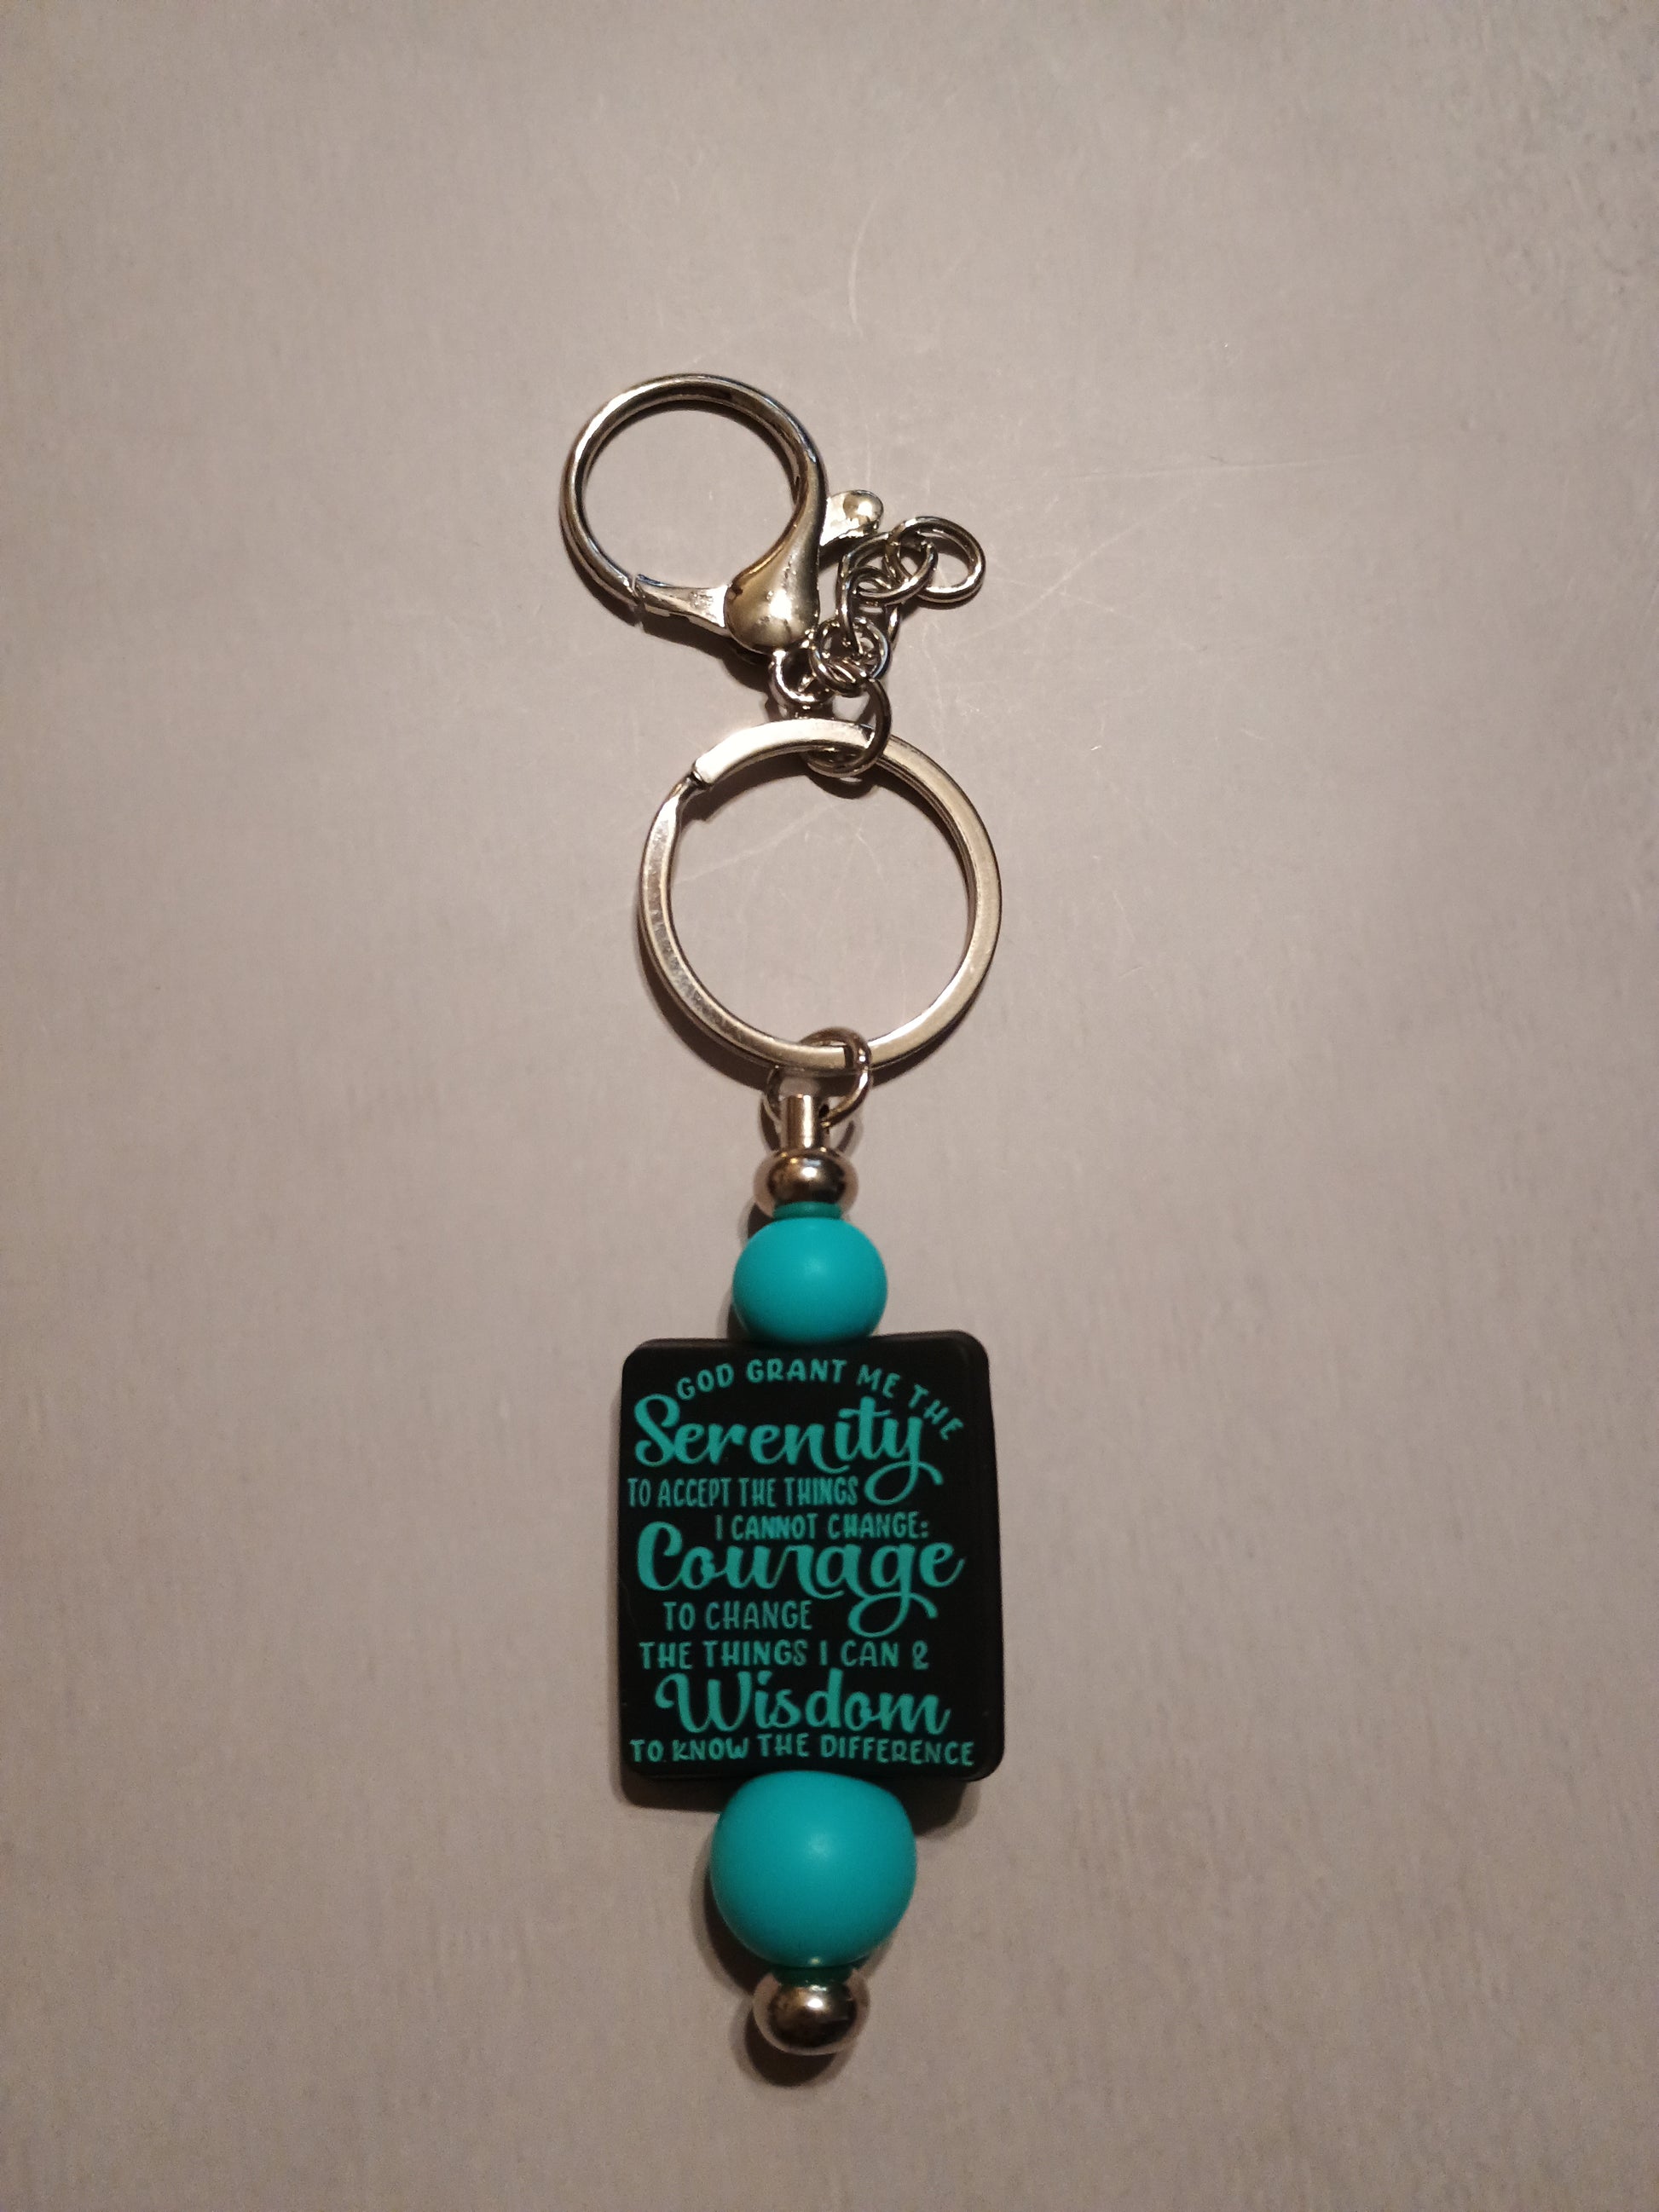 GOD GRANT ME THE
Serenity
TO ACCEPT THE THINGS
I CANNOT CHANGE:
Courage
TO CHANGE
THE THINGS I CAN &
Wisdom
TO KNOW THE DIFFERENCE